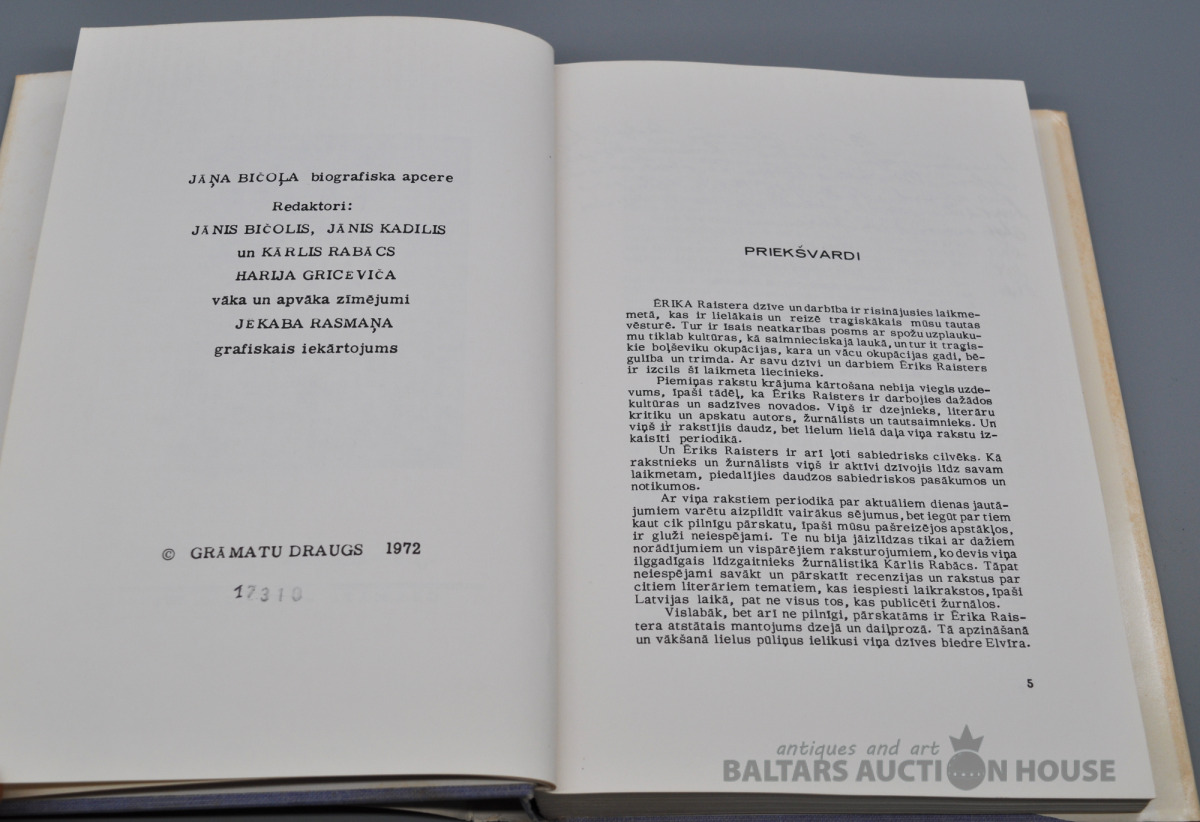 JĀŅA BIČOĻA biografiska apcere
Redaktori:
JĀNIS BIČOLIS, JĀNIS KADILIS
un KĀRLIS RABĀCS
HARIJA GRICEVIČA
vāka un apvāka zīmējumi
JEKABA RASMAŅA
grafiskais iekārtojums
© GRĀMATU DRAUGS 1972
17310
PRIEKŠVARDI
ĒRIKA Raistera dzīve un darbība ir risinājusies laikme-
metā, kas ir lielākais un reizē traģiskākais mūsu tautas
vēsturē. Tur ir īsais neatkarības posms ar spožu uzplauku-
mu tiklab kultūras, kā saimnieciskajā laukā, un tur it traģis-
kie boļševiku okupācijas, kara un vācu okupācijas gadi, bē-
gulība un trimda. Ar savu dzīvi un darbiem Ēriks Raisters
ir izcils šī laikmeta liecinieks.
Piemiņas rakstu krājuma kārtošana nebija viegls uzde-
vums, īpaši tādēļ, ka Ēriks Raisters ir darbojies dažādos
kultūras un sadzīves novados. Viņš ir dzejnieks, literāru
kritiku un apskatu autors, žurnālists un tautsaimnieks. Un
viņš ir rakstījis daudz, bet lielum lielā daļa viņa rakstu iz-
kaisīti periodikā.
Un Ēriks Raisters ir arī ļoti sabiedrisks cilvēks. Kā
rakstnieks un žurnālists viņš ir aktīvi dzīvojis līdz savam
laikmetam, piedalījies daudzos sabiedriskos pasākumos un
notikumos.
Ar viņa rakstiem periodikā par aktuāliem dienas jautā-
jumiem varētu aizpildīt vairākus sējumus, bet iegūt par tiem
kaut cik pilnīgu pārskatu, īpaši mūsu pašreizējos apstākļos,
ir gluži neiespējami. Te nu bija jāizlīdzas tikai ar dažiem
norādījumiem un vispārējiem raksturojumiem, ko devis viņa
ilggadīgais līdzgaitnieks žurnālistikā Kārlis Rabācs. Tāpat
neiespējami savākt un pārskatīt recenzijas un rakstus par
citiem literāriem tematiem, kas iespiesti laikrakstos, īpaši
Latvijas laikā, pat ne visus tos, kas publicēti žurnālos.
Vislabāk, bet arī ne pilnīgi, pārskatāms ir Ērika Rais-
tera atstātais mantojums dzejā un daiļprozā. Tā apzināšanā
un vākšanā lielus pūliņus ielikusi viņa dzīves biedre Elvīra.
5
antiques and art
BALTARS AUCTION HOUSE